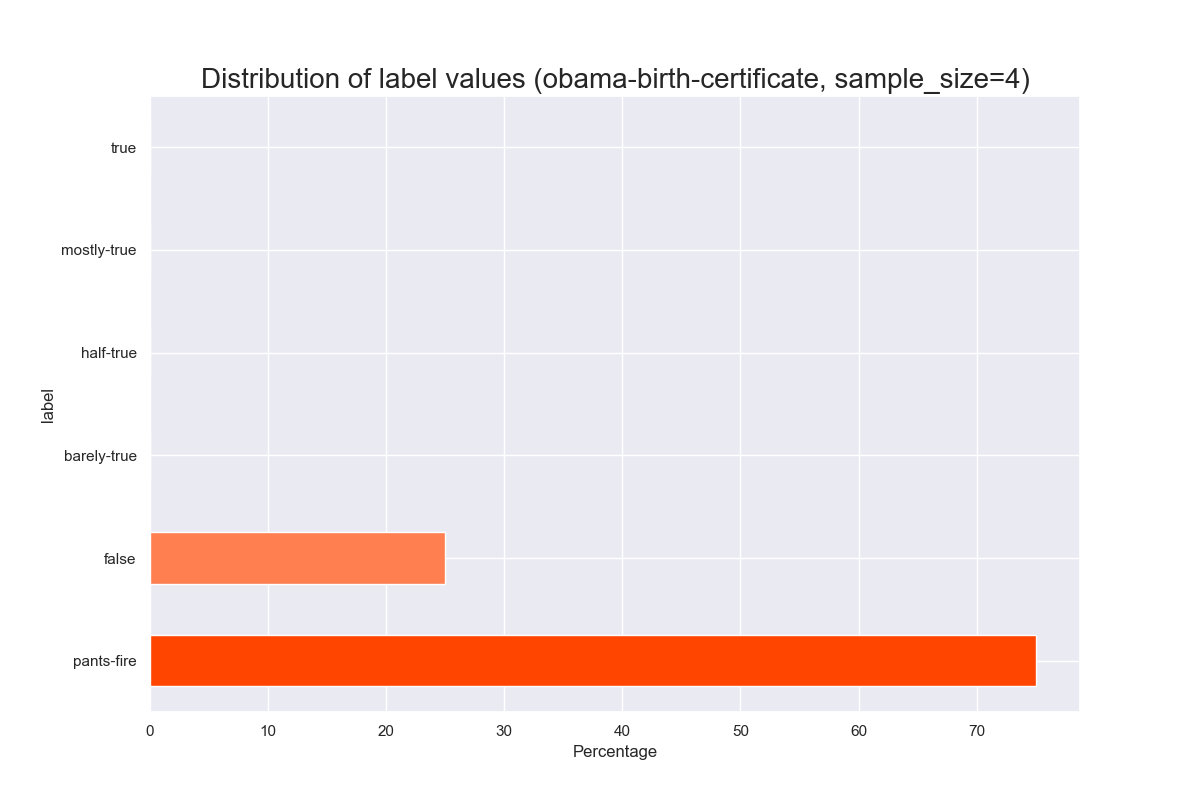 Distribution of label values (obama-birth-certificate, sample_size=4)
true
mostly-true
half-true
label
barely-true
false
pants-fire
0 10 20 30 40 50 60 70
Percentage